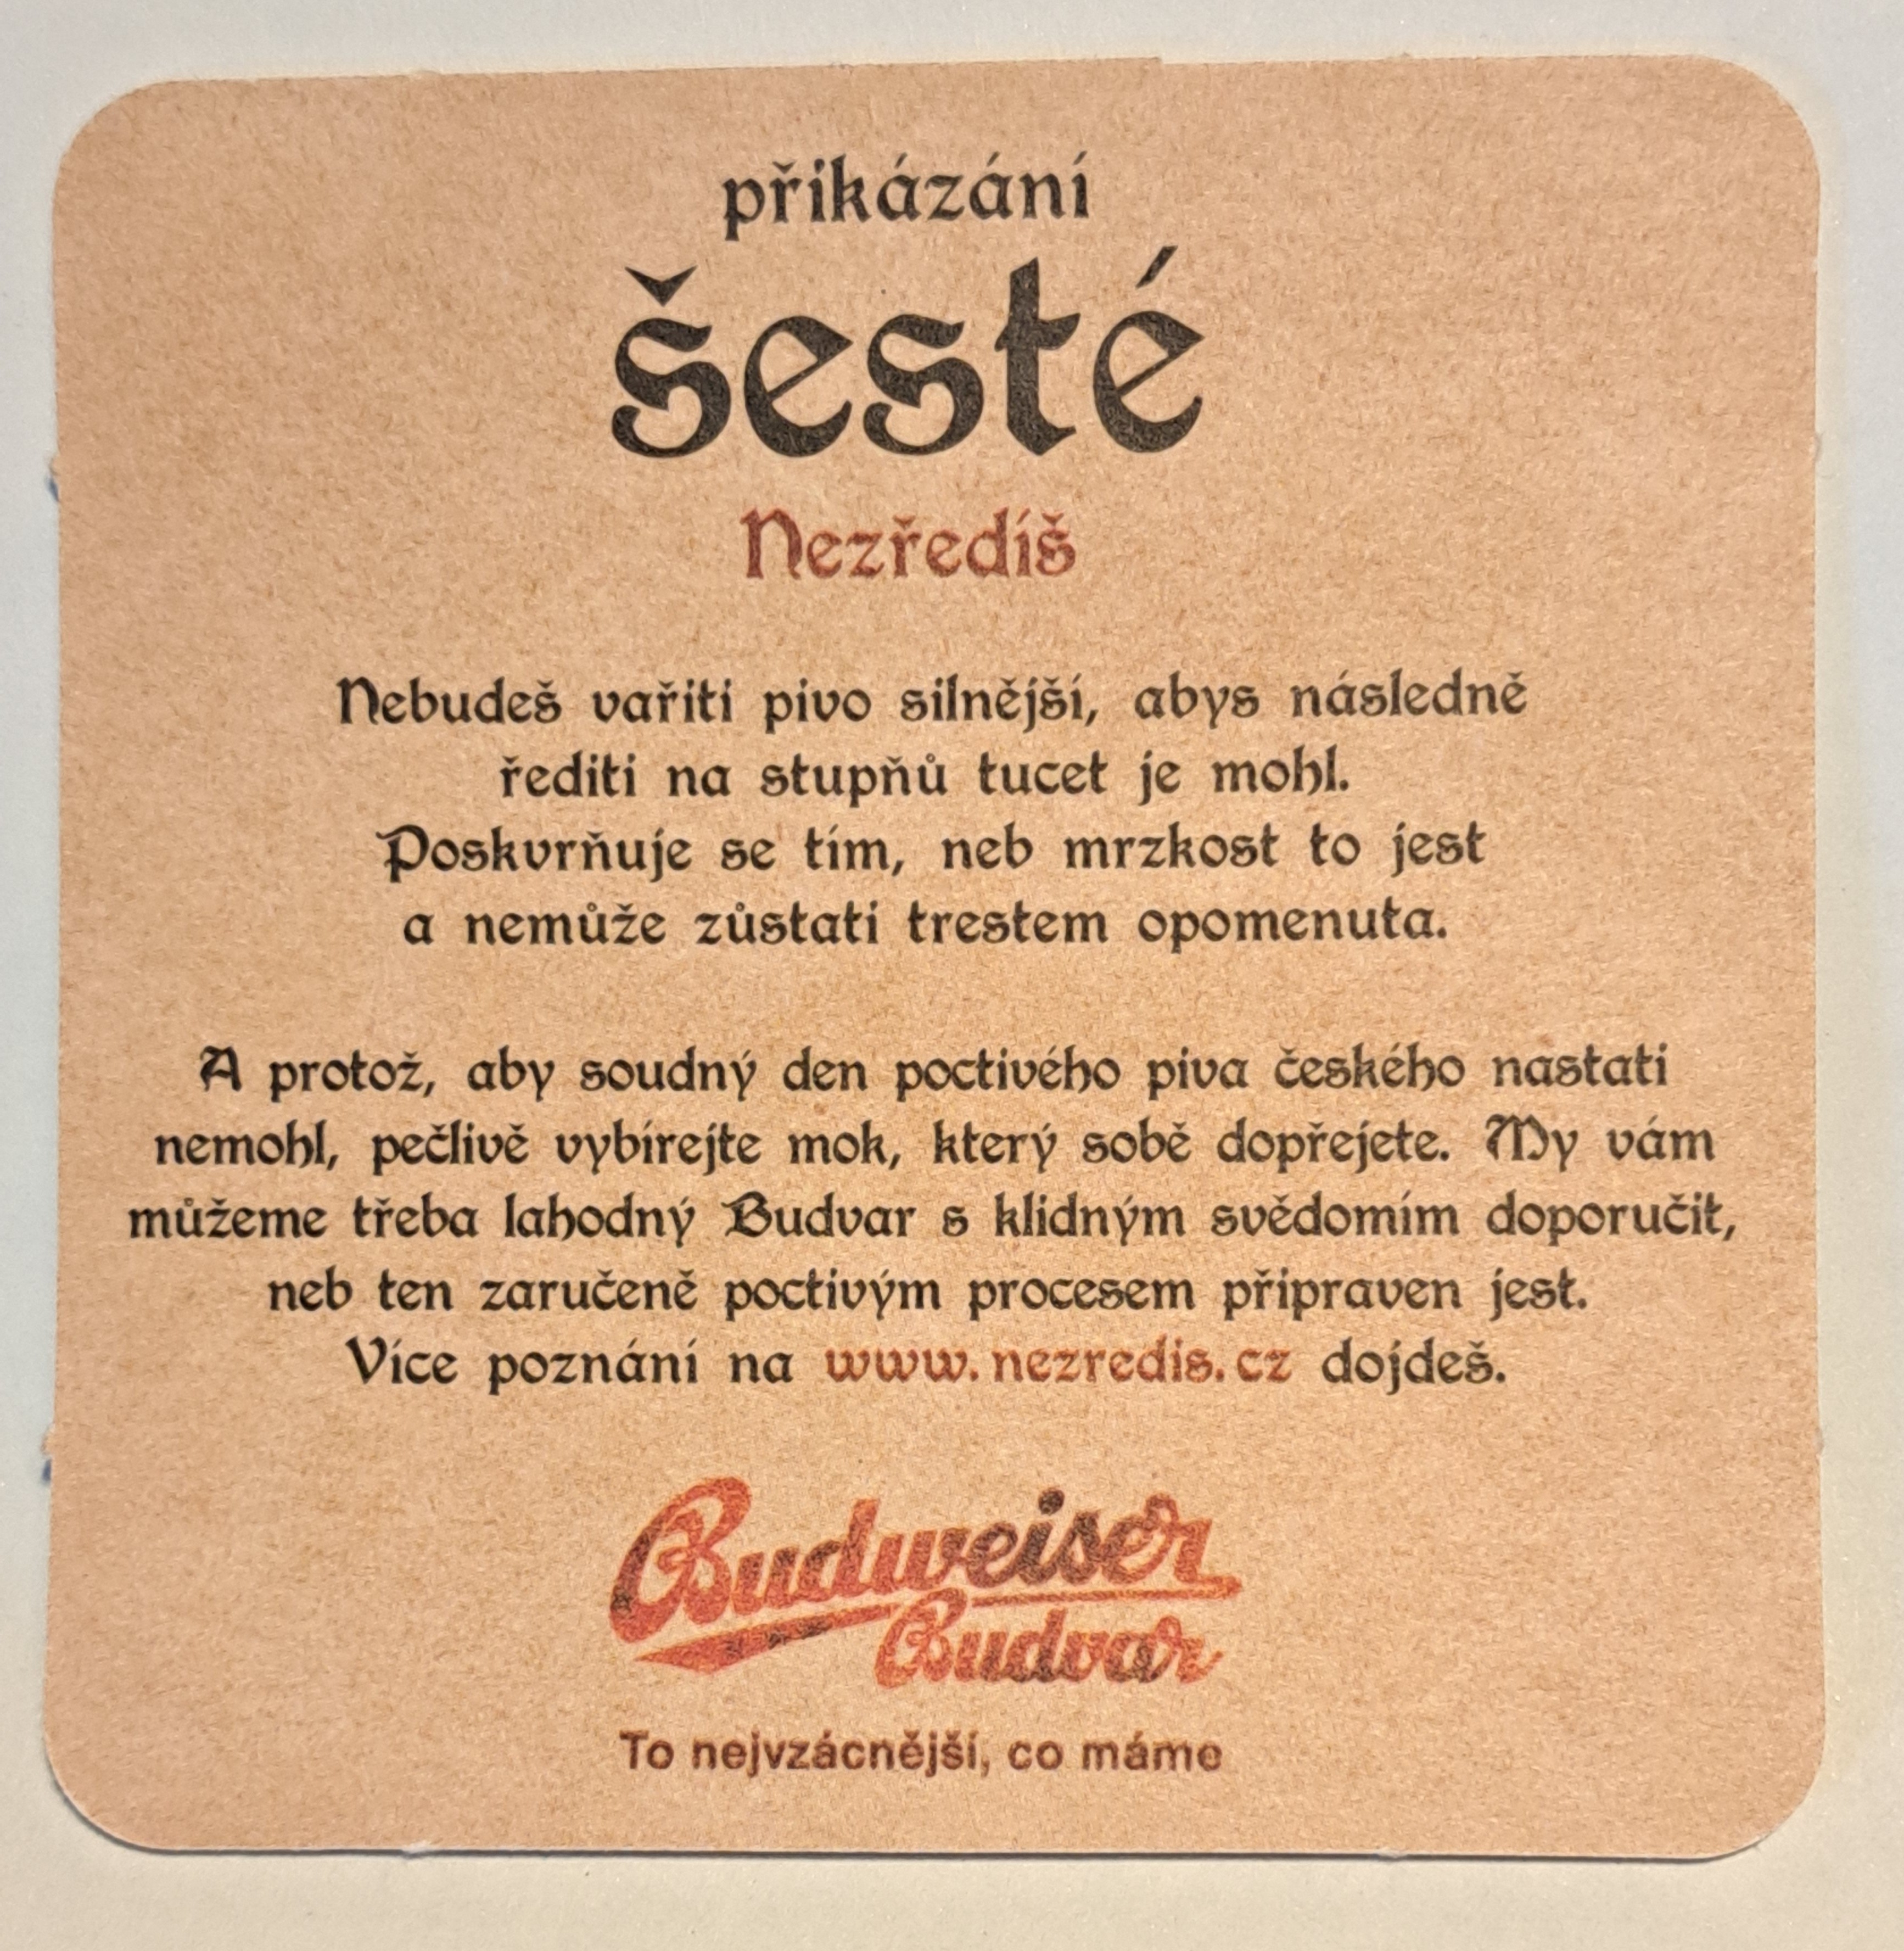 přikázání
šesté
Nezředíš
Nebudeš vařiti pivo silnější, abys následně
řediti na stupňů tucet je mohl.
Poskvrňuje se tím, neb mrzkost to jest
a nemůže zůstati trestem opomenuta.
A protož, aby soudný den poctivého piva českého nastati
nemohl, pečlivě vybírejte mok, který sobě dopřejete. My vám
můžeme třeba lahodný Budvar s klidným svědomím doporučit,
neb ten zaručeně poctivým procesem připraven jest.
Více poznání na www.nezredis.cz dojdeš.
Budweiser
Budvar
To nejvzácnější, co máme